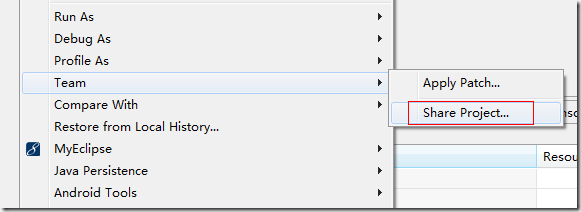 Run As
Debug As
Profile As
Team
Apply Patch...
Compare With
Share Project...
Restore from Local History...
MyEclipse
Resou
Java Persistence
Android Tools